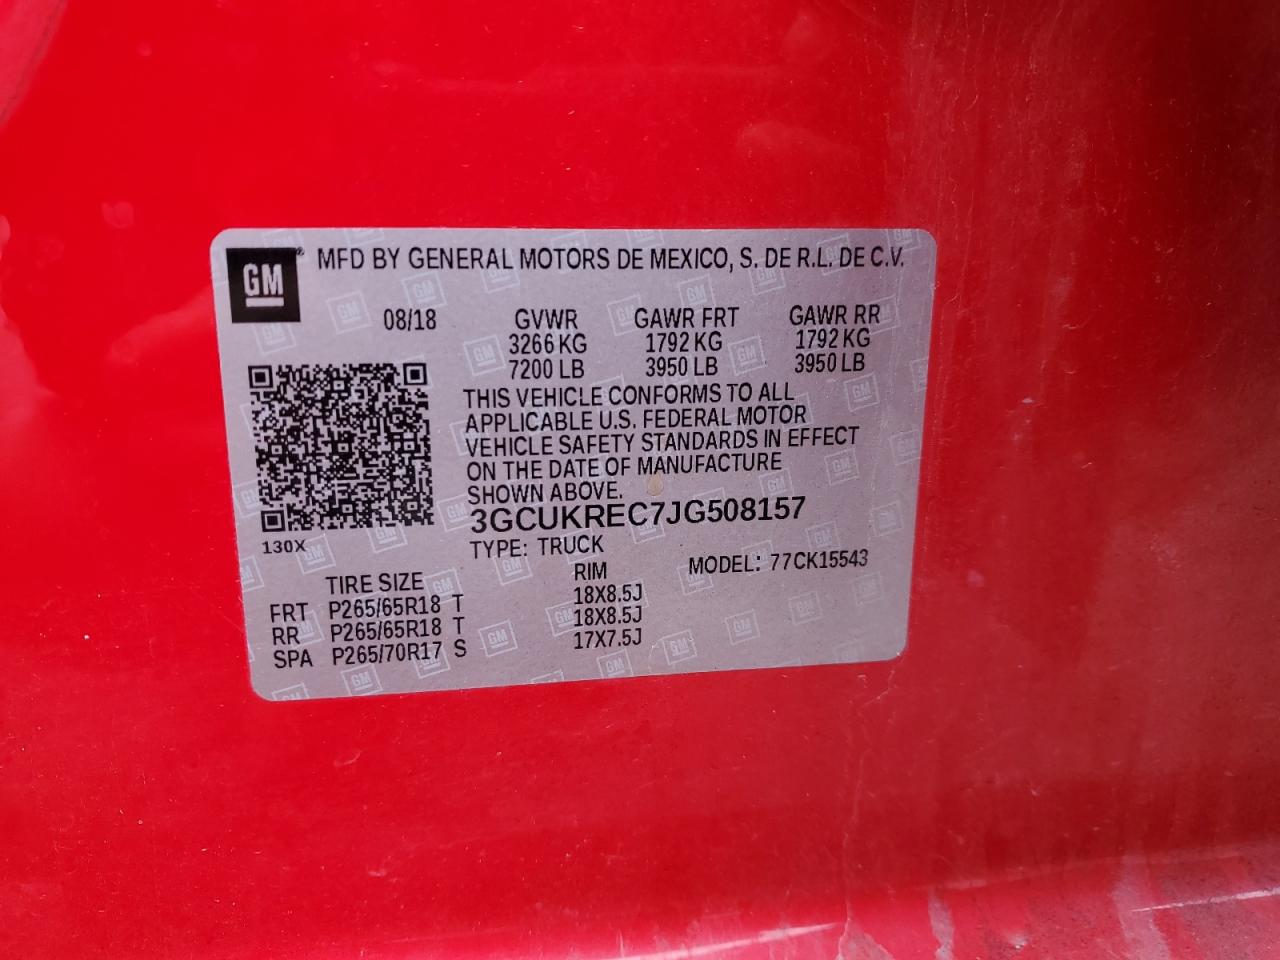 GM ® MFD BY GENERAL MOTORS DE MEXICO, S. DE R.L. DE C.V.
08/18 GVWR GAWR FRT GAWR RR
3266 KG 1792 KG 1792 KG
7200 LB 3950 LB 3950 LB
THIS VEHICLE CONFORMS TO ALL
APPLICABLE U.S. FEDERAL MOTOR
VEHICLE SAFETY STANDARDS IN EFFECT
ON THE DATE OF MANUFACTURE
SHOWN ABOVE.
3GCUKREC7JG508157
130X
TYPE: TRUCK MODEL: 77CK15543
TIRE SIZE RIM
FRT P265/65R18 T 18X8.5J
RR P265/65R18 T 18X8.5J
SPA P265/70R17 S 17X7.5J